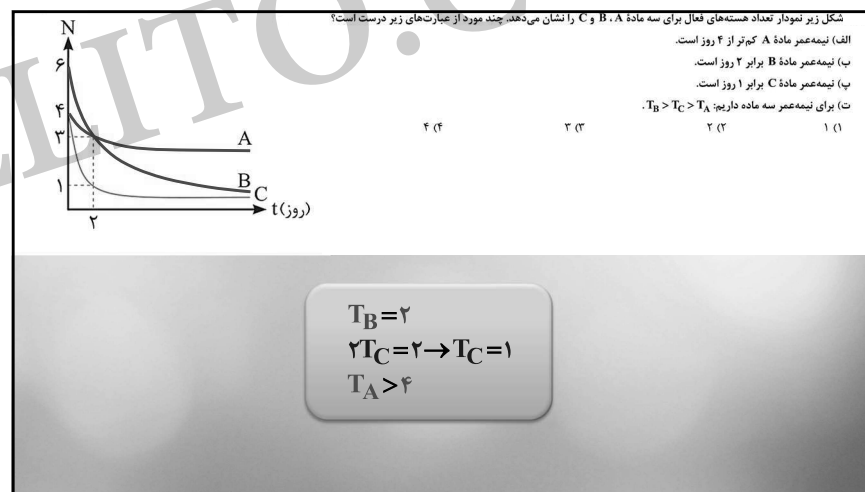 شکل زیر نمودار تعداد هسته‌های فعال برای سه مادهٔ A ، B و C را نشان می‌دهد. چند مورد از عبارت‌های زیر درست است؟
الف) نیمه‌عمر مادهٔ A کم‌تر از ۴ روز است.
ب) نیمه‌عمر مادهٔ B برابر ۲ روز است.
پ) نیمه‌عمر مادهٔ C برابر ۱ روز است.
ت) برای نیمه‌عمر سه ماده داریم: T_B > T_C > T_A .
۱) ۱ ۲) ۲ ۳) ۳ ۴) ۴
N
۶
۴
۳
۱
A
B
C
t(روز)
۲
T_B=۲
۲T_C=۲→T_C=۱
T_A>۴